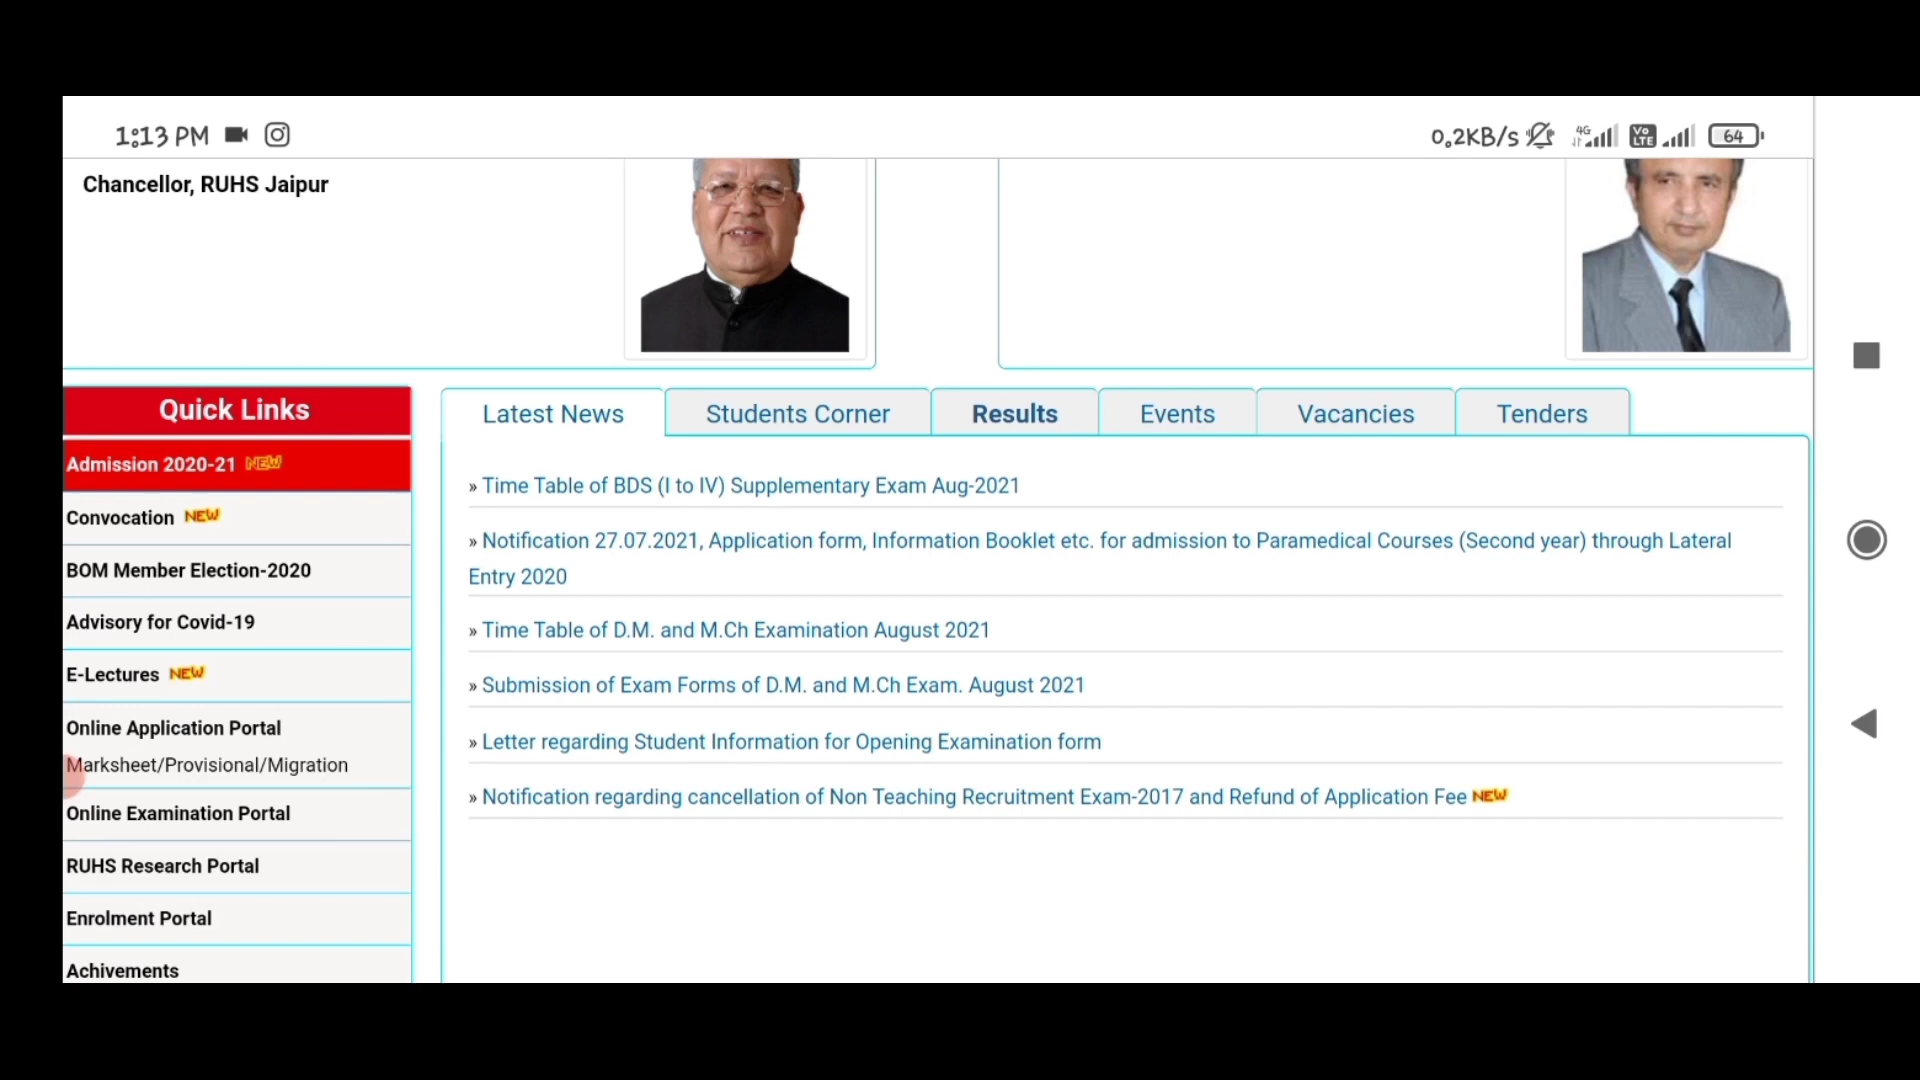 1:13 PM
0.2KB/s 4G Vo LTE 64
Chancellor, RUHS Jaipur
Quick Links
Admission 2020-21 NEW
Convocation NEW
BOM Member Election-2020
Advisory for Covid-19
E-Lectures NEW
Online Application Portal
Marksheet/Provisional/Migration
Online Examination Portal
RUHS Research Portal
Enrolment Portal
Achivements
Latest News Students Corner Results Events Vacancies Tenders
» Time Table of BDS (I to IV) Supplementary Exam Aug-2021
» Notification 27.07.2021, Application form, Information Booklet etc. for admission to Paramedical Courses (Second year) through Lateral
Entry 2020
» Time Table of D.M. and M.Ch Examination August 2021
» Submission of Exam Forms of D.M. and M.Ch Exam. August 2021
» Letter regarding Student Information for Opening Examination form
» Notification regarding cancellation of Non Teaching Recruitment Exam-2017 and Refund of Application Fee NEW